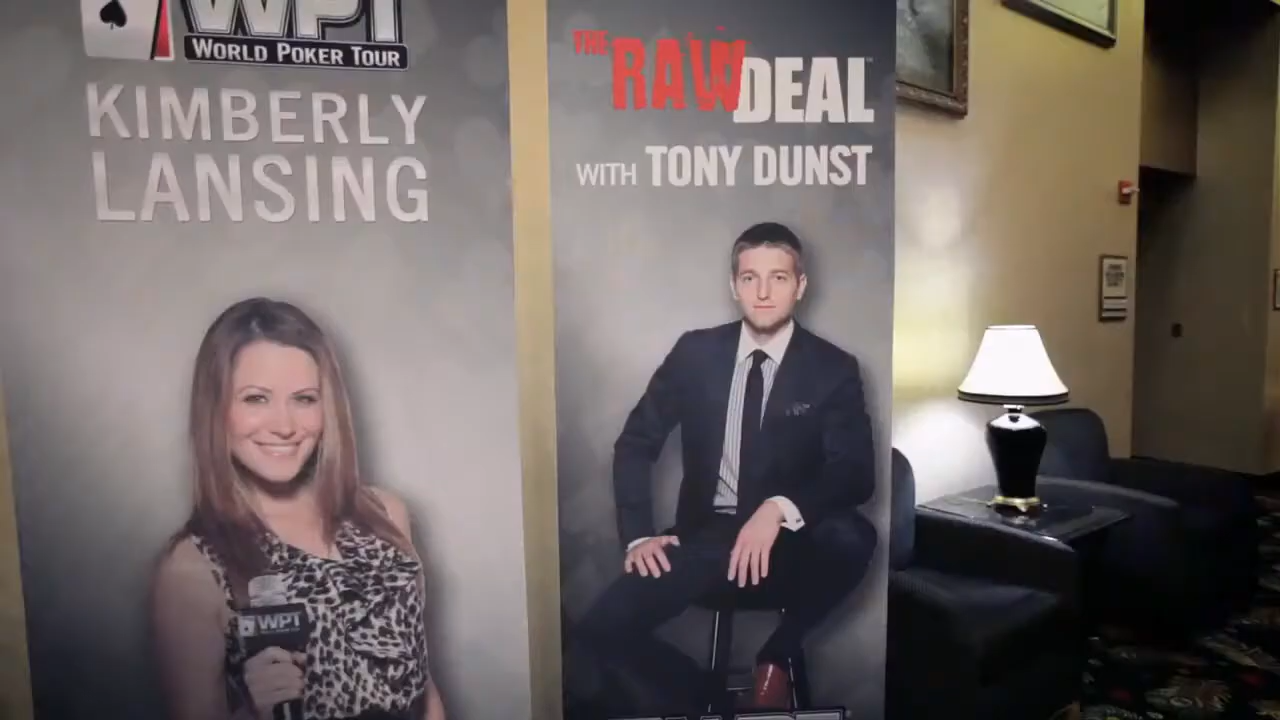 WPT
WORLD POKER TOUR
KIMBERLY
LANSING
WPT
THE
RAW DEAL
WITH TONY DUNST